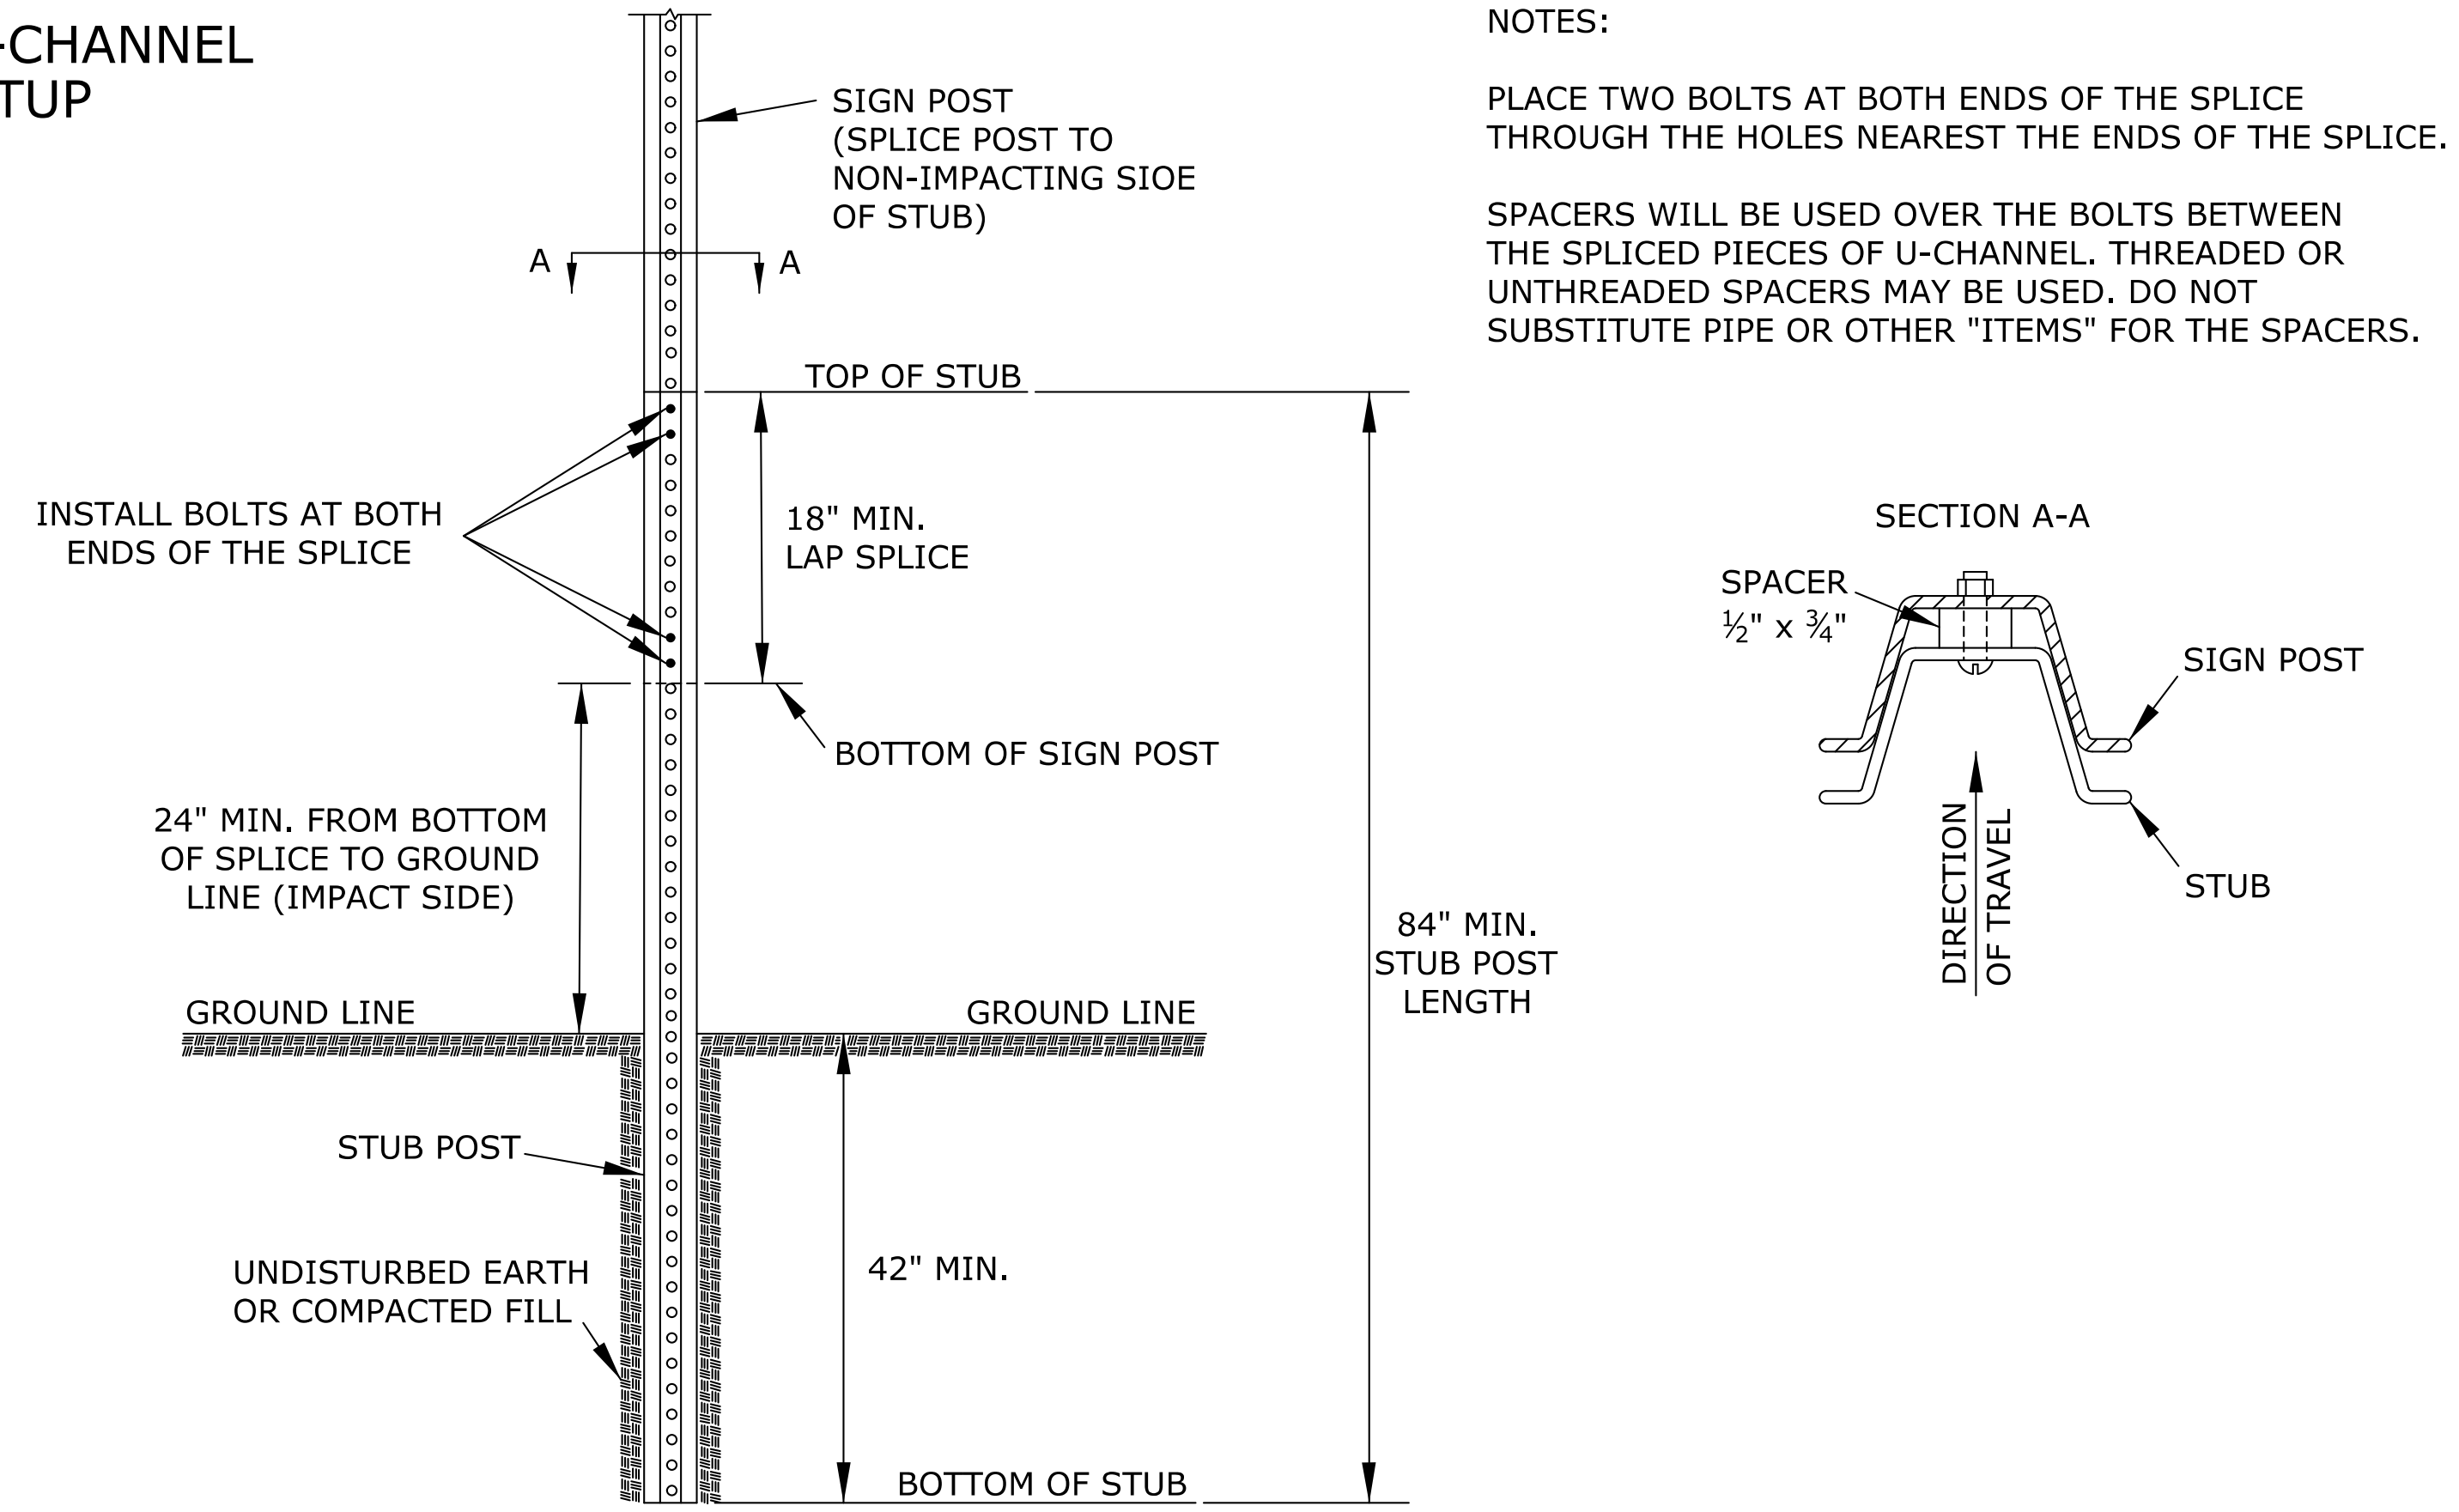 -CHANNEL
TUP
NOTES:
PLACE TWO BOLTS AT BOTH ENDS OF THE SPLICE
THROUGH THE HOLES NEAREST THE ENDS OF THE SPLICE.
SPACERS WILL BE USED OVER THE BOLTS BETWEEN
THE SPLICED PIECES OF U-CHANNEL. THREADED OR
UNTHREADED SPACERS MAY BE USED. DO NOT
SUBSTITUTE PIPE OR OTHER "ITEMS" FOR THE SPACERS.
SIGN POST
(SPLICE POST TO
NON-IMPACTING SIOE
OF STUB)
A
A
TOP OF STUB
INSTALL BOLTS AT BOTH
ENDS OF THE SPLICE
18" MIN.
LAP SPLICE
BOTTOM OF SIGN POST
24" MIN. FROM BOTTOM
OF SPLICE TO GROUND
LINE (IMPACT SIDE)
84" MIN.
STUB POST
LENGTH
GROUND LINE
GROUND LINE
STUB POST
UNDISTURBED EARTH
OR COMPACTED FILL
42" MIN.
BOTTOM OF STUB
SECTION A-A
SPACER
½" x ¾"
SIGN POST
STUB
DIRECTION
OF TRAVEL